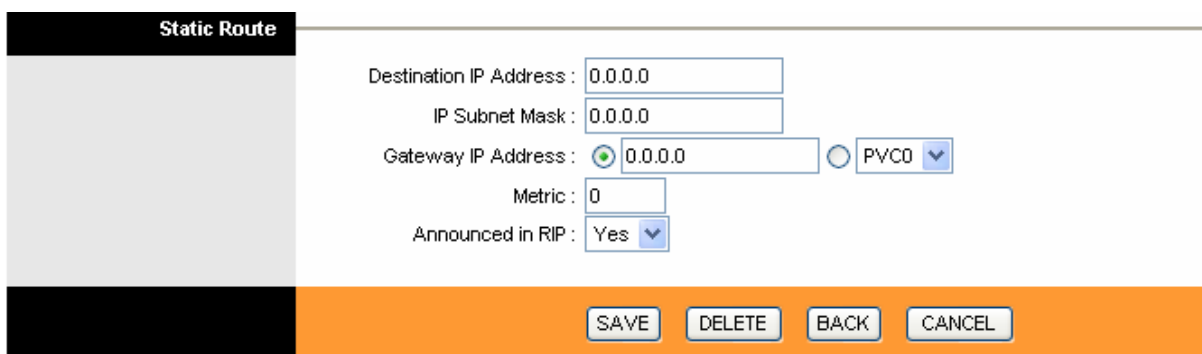 Static Route
Destination IP Address : 0.0.0.0
IP Subnet Mask : 0.0.0.0
Gateway IP Address : 0.0.0.0 PVC0
Metric : 0
Announced in RIP : Yes
SAVE DELETE BACK CANCEL